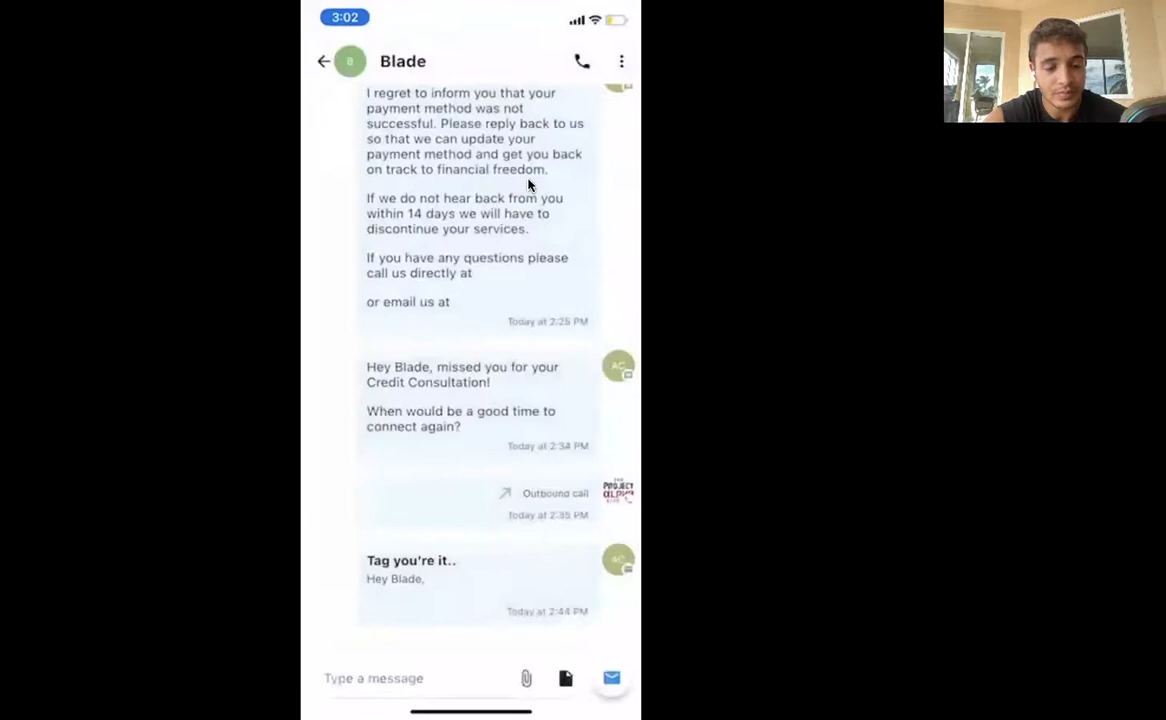 3:02
B
Blade
I regret to inform you that your
payment method was not
successful. Please reply back to us
so that we can update your
payment method and get you back
on track to financial freedom.
If we do not hear back from you
within 14 days we will have to
discontinue your services.
If you have any questions please
call us directly at
or email us at
Today at 2:25 PM
Hey Blade, missed you for your
Credit Consultation!
When would be a good time to
connect again?
AC
Today at 2:34 PM
Outbound call
PROJECT
ALPHA
Today at 2:35 PM
Tag you're it..
AC
Hey Blade,
Today at 2:44 PM
Type a message